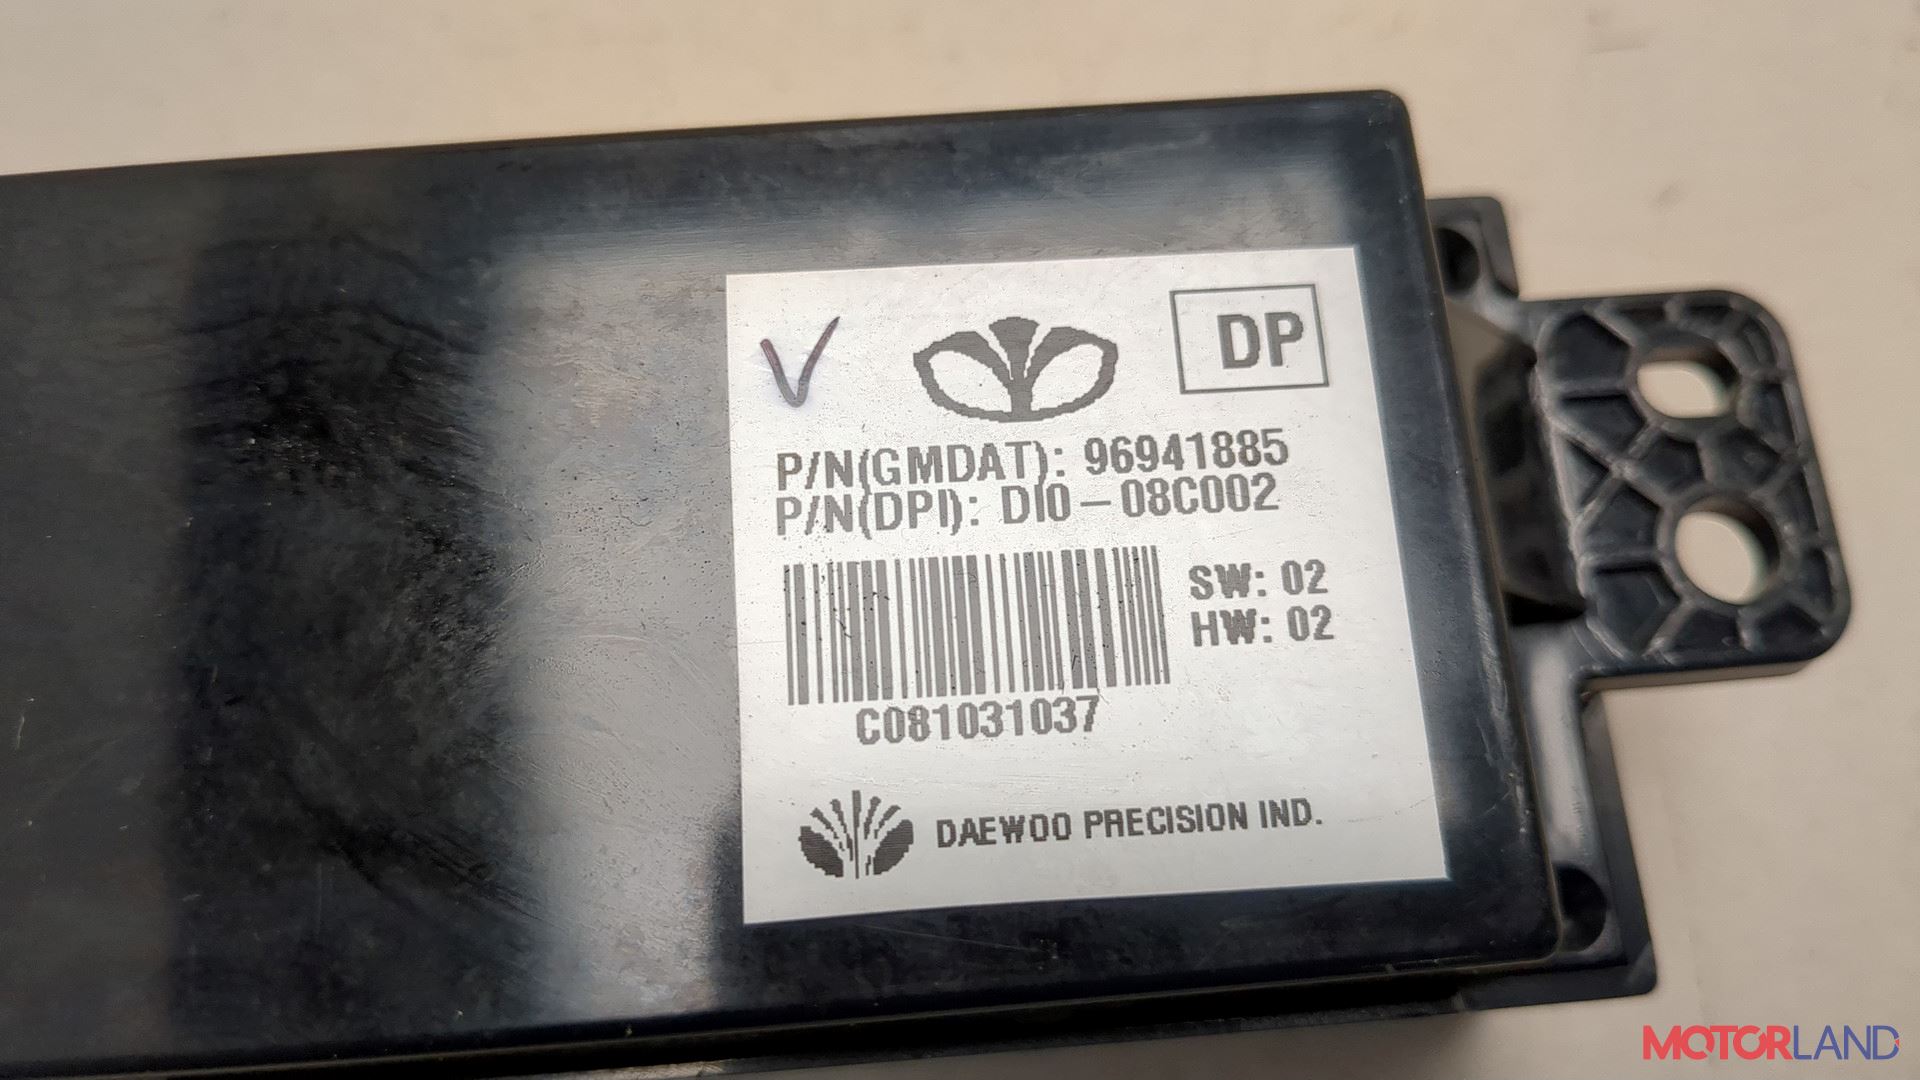 V
DP
P/N(GMDAT): 96941885
P/N(DPI): DI0-08C002
SW: 02
HW: 02
C081031037
DAEWOO PRECISION IND.
MOTORLAND